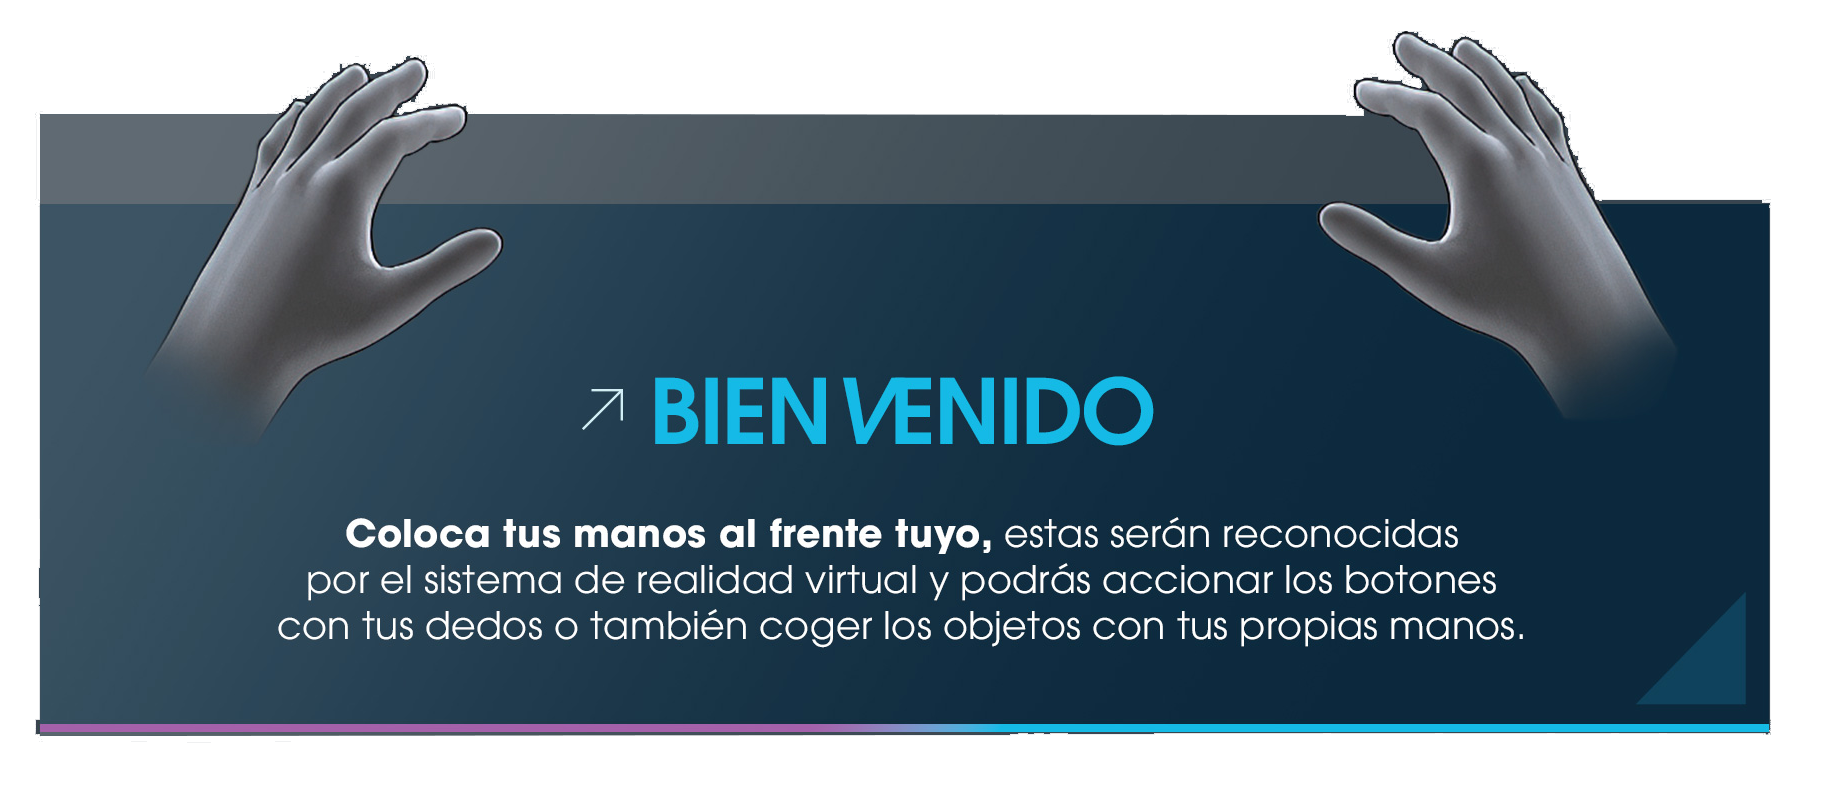 BIENVENIDO
Coloca tus manos al frente tuyo, estas serán reconocidas
por el sistema de realidad virtual y podrás accionar los botones
con tus dedos o también coger los objetos con tus propias manos.